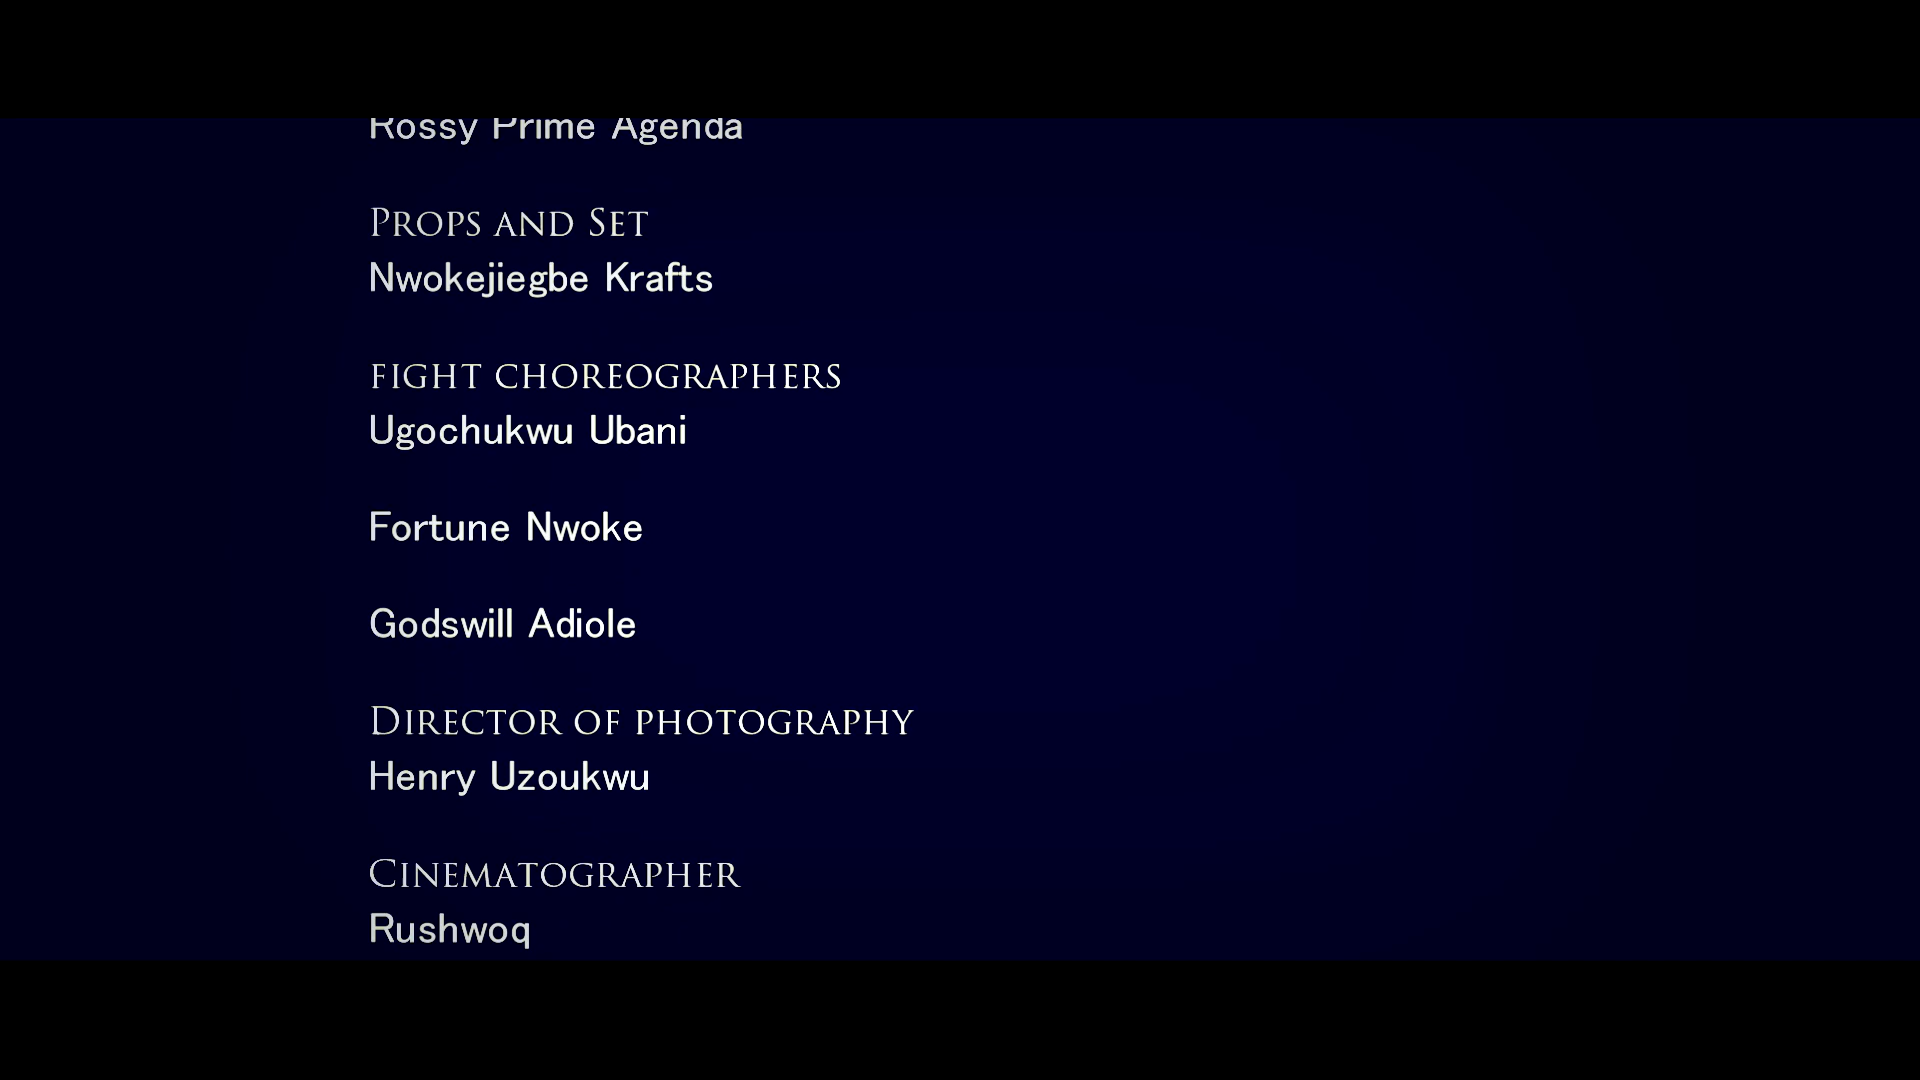 Rossy Prime Agenda
Props and Set
Nwokejiegbe Krafts
FIGHT CHOREOGRAPHERS
Ugochukwu Ubani
Fortune Nwoke
Godswill Adiole
Director of photography
Henry Uzoukwu
Cinematographer
Rushwoq